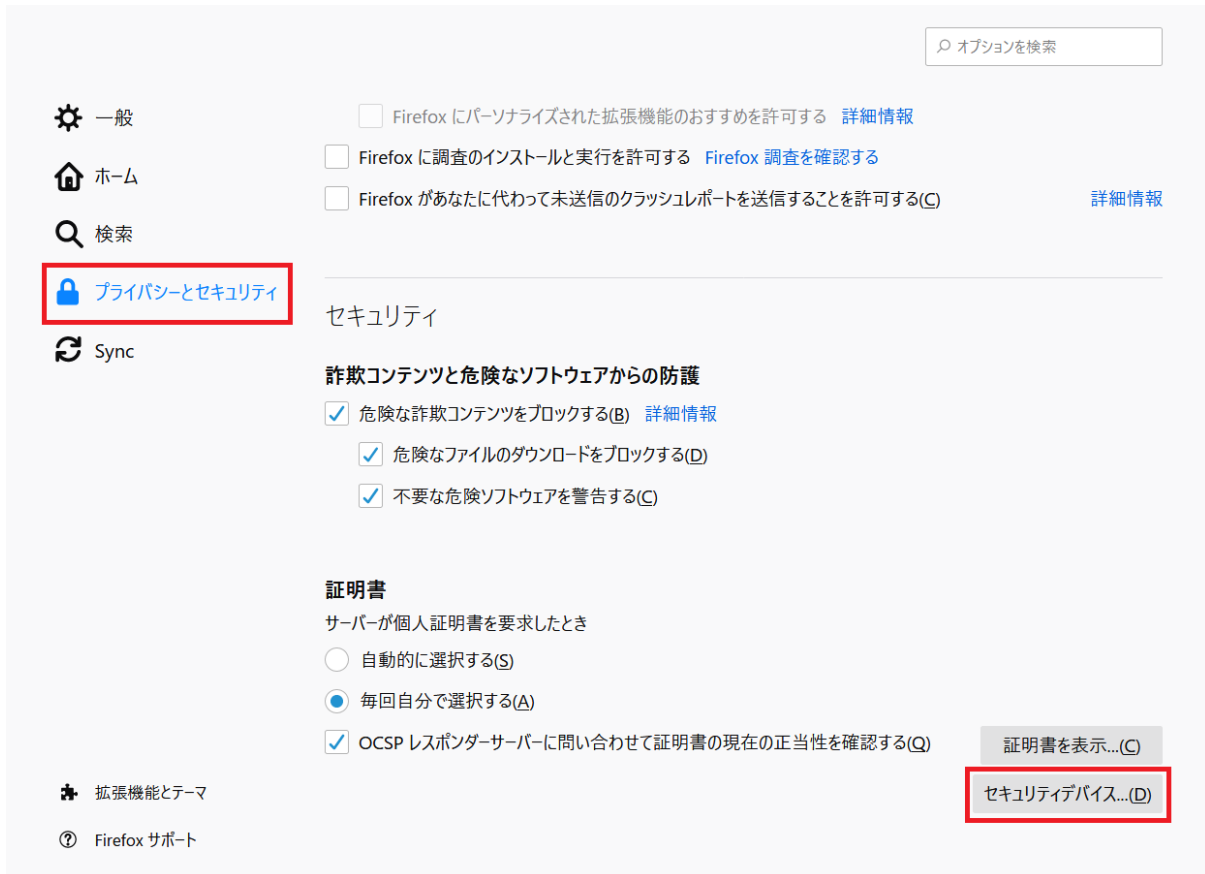 オプションを検索
一般
ホーム
検索
プライバシーとセキュリティ
Sync
Firefox にパーソナライズされた拡張機能のおすすめを許可する 詳細情報
Firefox に調査のインストールと実行を許可する Firefox 調査を確認する
Firefox があなたに代わって未送信のクラッシュレポートを送信することを許可する(C) 詳細情報
セキュリティ
詐欺コンテンツと危険なソフトウェアからの防護
危険な詐欺コンテンツをブロックする(B) 詳細情報
危険なファイルのダウンロードをブロックする(D)
不要な危険ソフトウェアを警告する(C)
証明書
サーバーが個人証明書を要求したとき
自動的に選択する(S)
毎回自分で選択する(A)
OCSP レスポンダーサーバーに問い合わせて証明書の現在の正当性を確認する(Q)
証明書を表示...(C)
セキュリティデバイス...(D)
拡張機能とテーマ
Firefox サポート